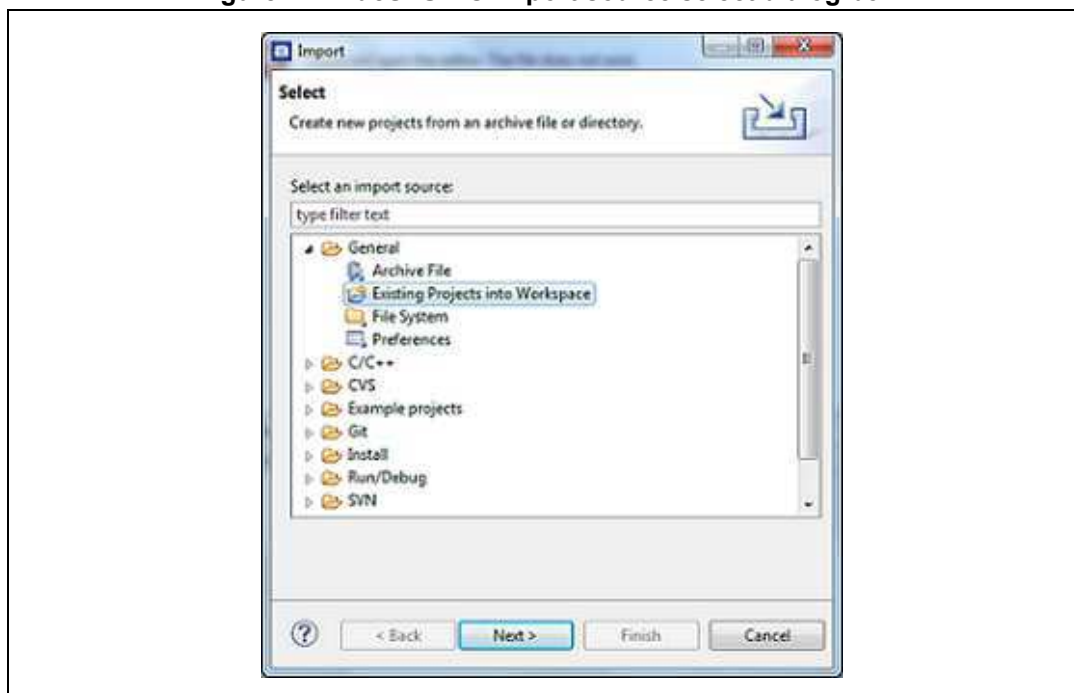 Import
Select
Create new projects from an archive file or directory.
Select an import source:
type filter text
General
Archive File
Existing Projects into Workspace
File System
Preferences
C/C++
CVS
Example projects
Git
Install
Run/Debug
SVN
? < Back Next > Finish Cancel